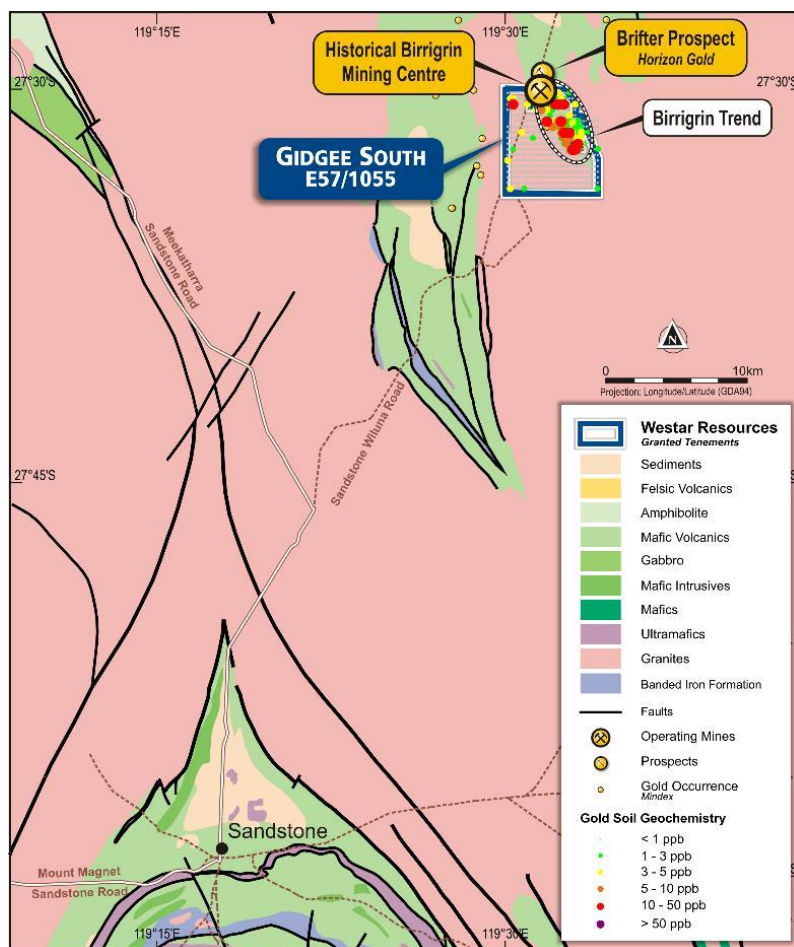 119°15'E
119°30'E
Historical Birrigrin
Mining Centre
Brifter Prospect
Horizon Gold
27°30'S
27°30'S
Birrigrin Trend
GIDGEE SOUTH
E57/1055
Meekatharra
Sandstone Road
N
0 10km
Projection: Longitude/Latitude (GDA94)
Sandstone Wiluna Road
27°45'S
27°45'S
Westar Resources
Granted Tenements
Sediments
Felsic Volcanics
Amphibolite
Mafic Volcanics
Gabbro
Mafic Intrusives
Mafics
Ultramafics
Granites
Banded Iron Formation
Faults
Operating Mines
Prospects
Gold Occurrence
Mindex
Gold Soil Geochemistry
< 1 ppb
1 - 3 ppb
3 - 5 ppb
5 - 10 ppb
10 - 50 ppb
> 50 ppb
Sandstone
Mount Magnet
Sandstone Road
119°15'E
119°30'E